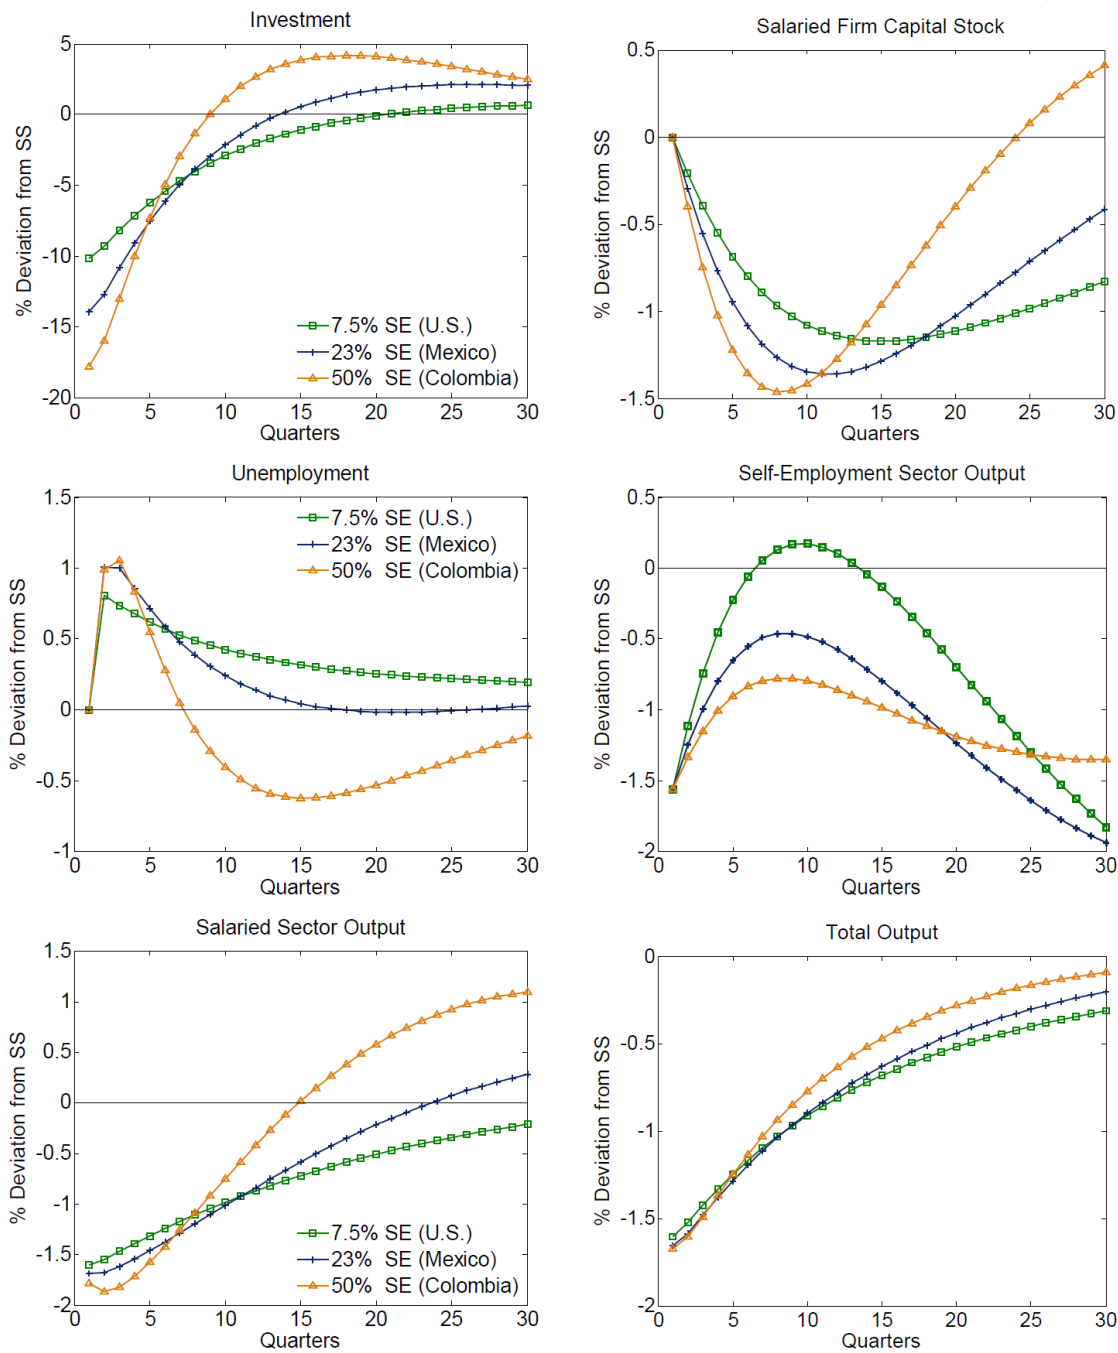 Investment
% Deviation from SS
5
0
-5
-10
-15
-20
7.5% SE (U.S.)
23% SE (Mexico)
50% SE (Colombia)
0 5 10 15 20 25 30
Quarters
Salaried Firm Capital Stock
% Deviation from SS
0.5
0
-0.5
-1
-1.5
0 5 10 15 20 25 30
Quarters
Unemployment
% Deviation from SS
1.5
1
0.5
0
-0.5
-1
7.5% SE (U.S.)
23% SE (Mexico)
50% SE (Colombia)
0 5 10 15 20 25 30
Quarters
Self-Employment Sector Output
% Deviation from SS
0.5
0
-0.5
-1
-1.5
-2
0 5 10 15 20 25 30
Quarters
Salaried Sector Output
% Deviation from SS
1.5
1
0.5
0
-0.5
-1
-1.5
-2
7.5% SE (U.S.)
23% SE (Mexico)
50% SE (Colombia)
0 5 10 15 20 25 30
Quarters
Total Output
% Deviation from SS
0
-0.5
-1
-1.5
-2
0 5 10 15 20 25 30
Quarters